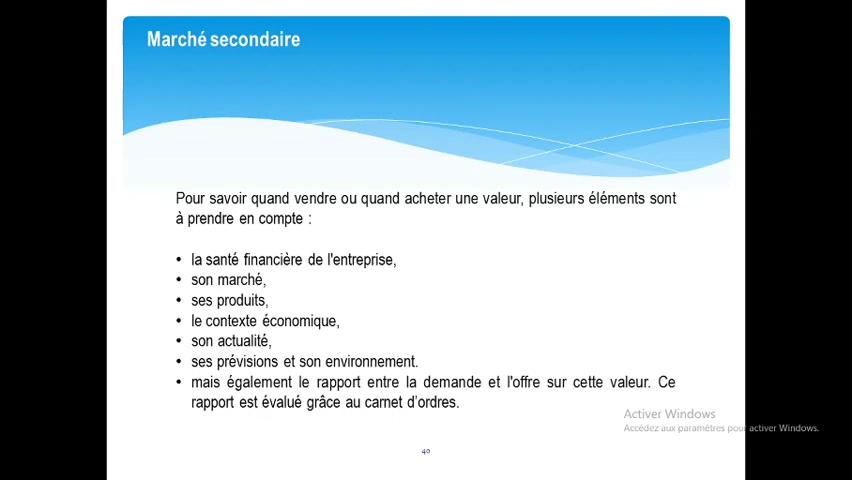 Marché secondaire
Pour savoir quand vendre ou quand acheter une valeur, plusieurs éléments sont
à prendre en compte :
• la santé financière de l'entreprise,
• son marché,
• ses produits,
• le contexte économique,
• son actualité,
• ses prévisions et son environnement.
• mais également le rapport entre la demande et l'offre sur cette valeur. Ce
rapport est évalué grâce au carnet d’ordres.
Activer Windows
Accédez aux paramètres pour activer Windows.
40